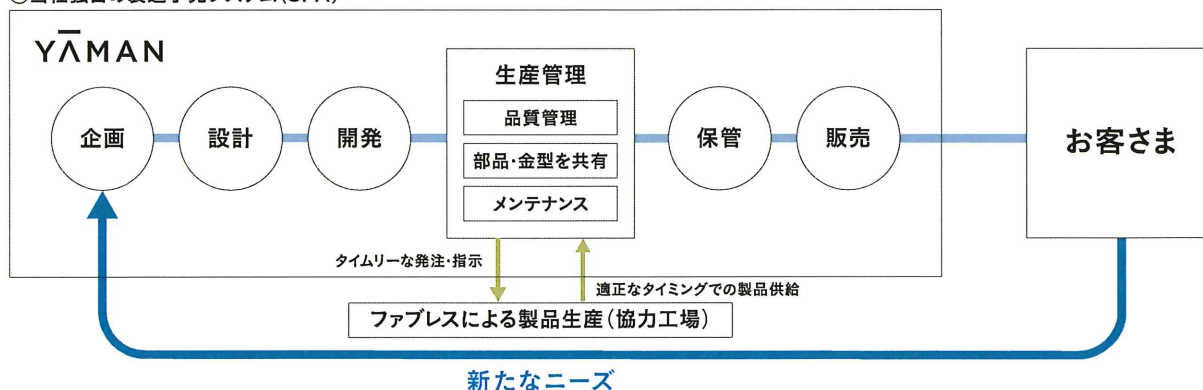 YĀMAN
生産管理
企画
設計
開発
品質管理
部品・金型を共有
メンテナンス
保管
販売
お客さま
タイムリーな発注・指示
適正なタイミングでの製品供給
ファブレスによる製品生産(協力工場)
新たなニーズ